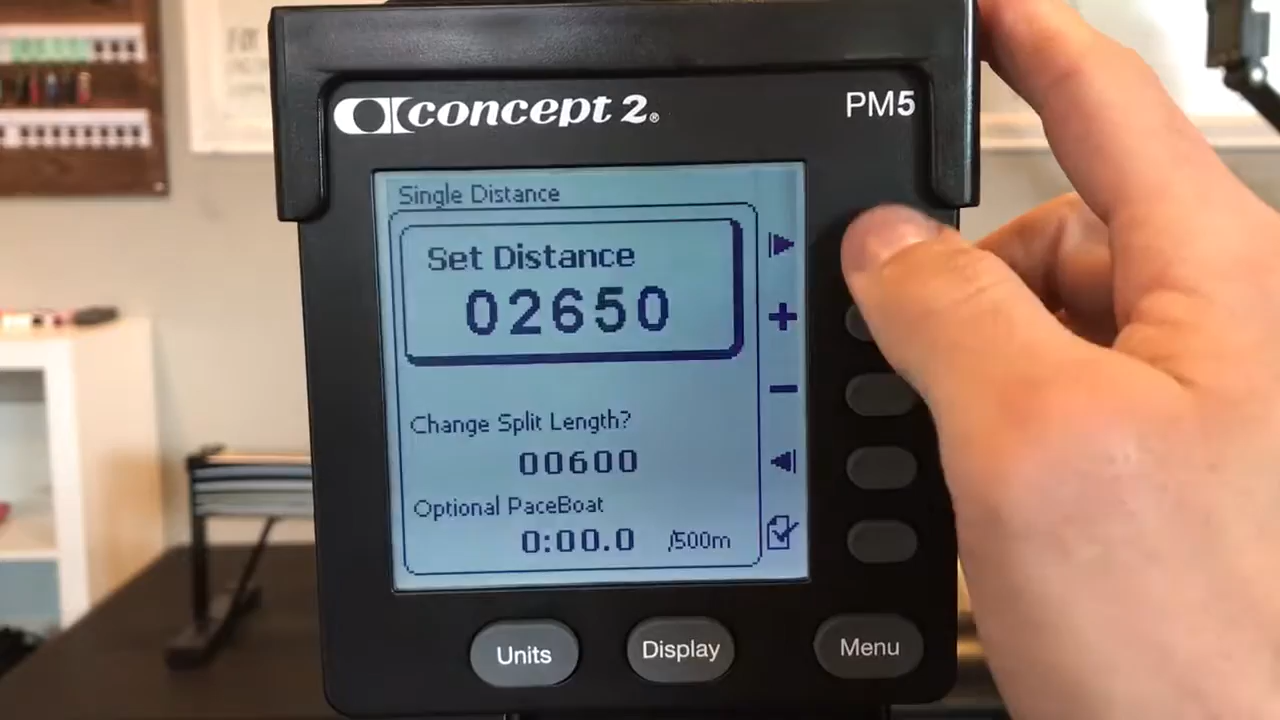 concept 2®
PM5
Single Distance
Set Distance
02650
Change Split Length?
00600
Optional PaceBoat
0:00.0 /500m
Units
Display
Menu